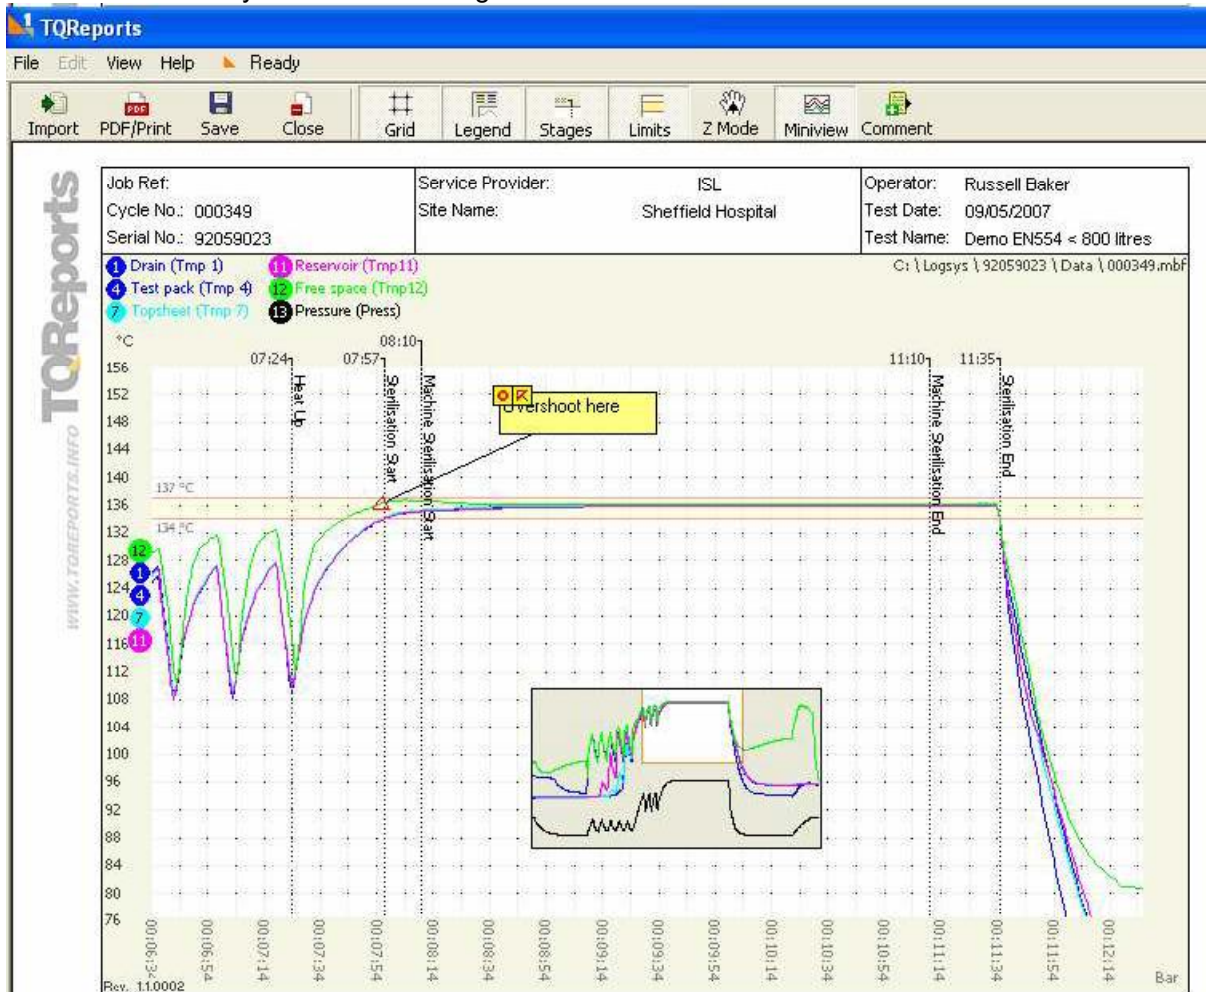 TQReports
File Edit View Help Ready
Import PDF/Print Save Close Grid Legend Stages Limits Z Mode Miniview Comment
Job Ref: Service Provider: ISL Operator: Russell Baker
Cycle No.: 000349 Site Name: Sheffield Hospital Test Date: 09/05/2007
Serial No.: 92059023 Test Name: Demo EN554 < 800 litres
1 Drain (Tmp 1) 11 Reservoir (Tmp11) C:\Logsys\92059023\Data\000349.mbf
4 Test pack (Tmp 4) 12 Free space (Tmp12)
7 Topsheet (Tmp 7) 13 Pressure (Press)
TQReports
WWW.TQREPORTS.INFO
°C
08:10
07:24 07:57 11:10 11:35
Heat Up
Sterilisation Start
Machine Sterilisation Start
Machine Sterilisation End
Sterilisation End
Overshoot here
156
152
148
144
140
137 °C
136
134 °C
132
128
124
120
116
112
108
104
100
96
92
88
84
80
76
12
1
4
7
11
00:06:34 00:06:54 00:07:14 00:07:34 00:07:54 00:08:14 00:08:34 00:08:54 00:09:14 00:09:34 00:09:54 00:10:14 00:10:34 00:10:54 00:11:14 00:11:34 00:11:54 00:12:14 Bar
Rev. 1.1.0002